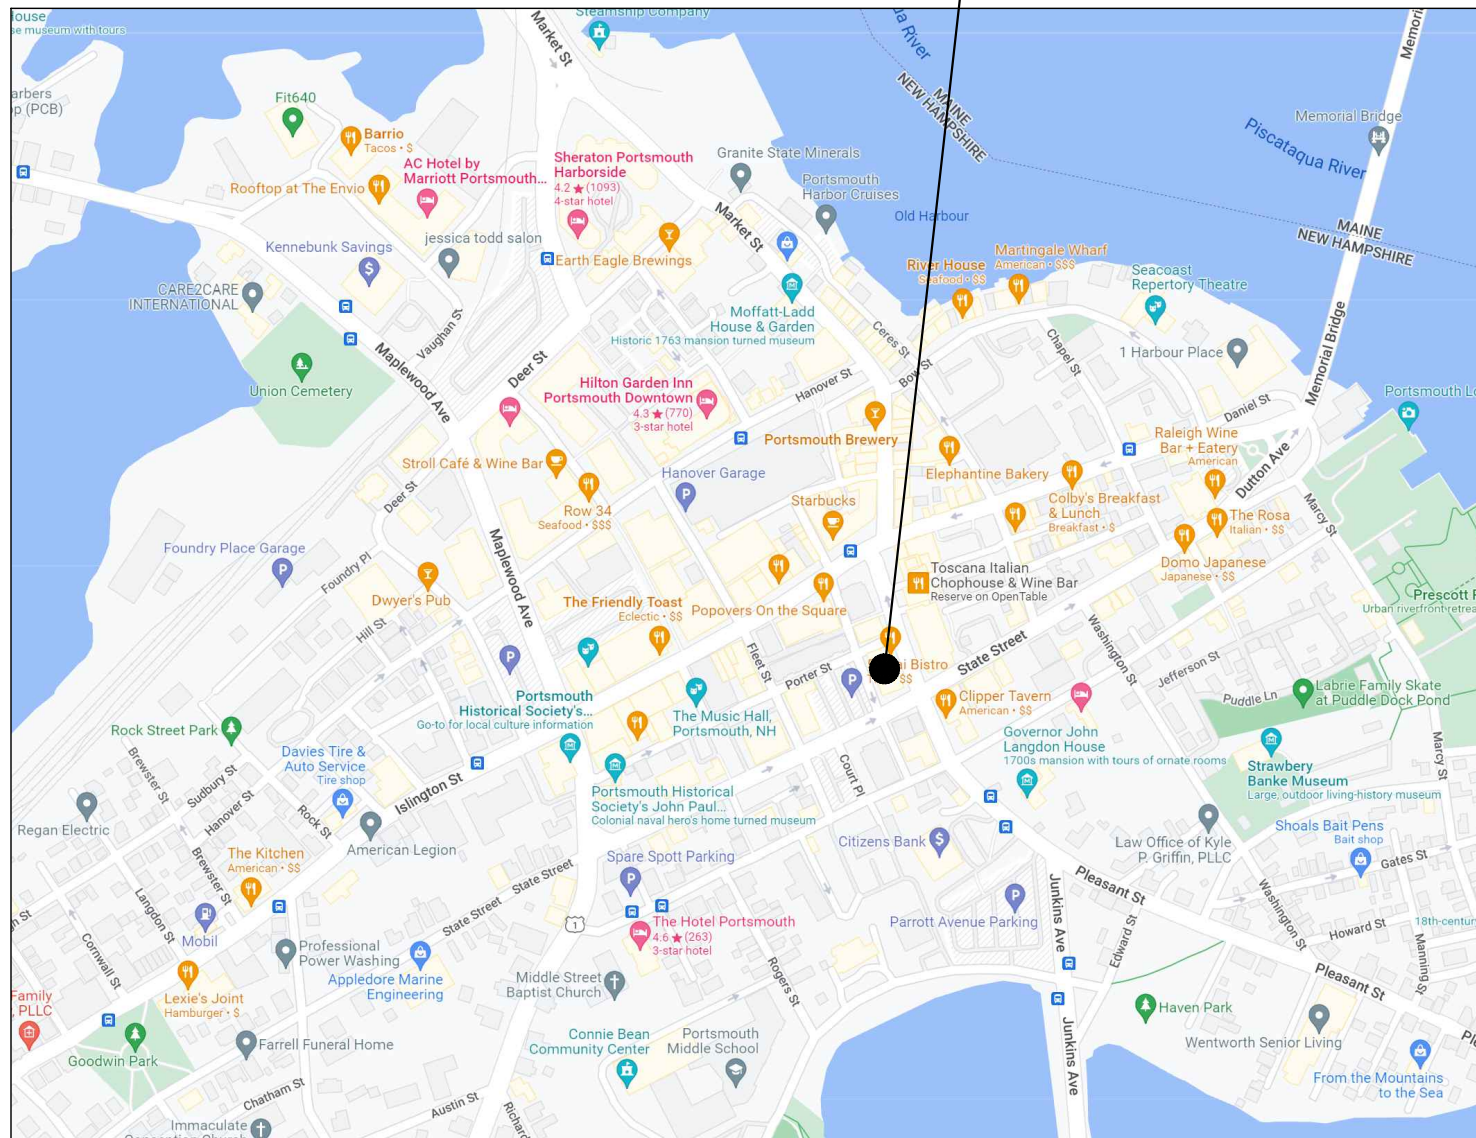 Steamship Company
ouse
se museum with tours
Market St
Memori
arbers
op (PCB)
Fit640
Barrio
Tacos • $
AC Hotel by
Marriott Portsmouth...
Rooftop at The Envio
Sheraton Portsmouth
Harborside
4.2 ★ (1093)
4-star hotel
Granite State Minerals
Portsmouth
Harbor Cruises
Old Harbour
ua River
MAINE
NEW HAMPSHIRE
Memorial Bridge
Piscataqua River
MAINE
NEW HAMPSHIRE
Kennebunk Savings
jessica todd salon
Earth Eagle Brewings
Market St
CARE2CARE
INTERNATIONAL
River House
Seafood • $$
Martingale Wharf
American • $$$
Seacoast
Repertory Theatre
Moffatt-Ladd
House & Garden
Historic 1763 mansion turned museum
Vaughan St
Maplewood Ave
Deer St
Ceres St
Bow St
Chapel St
1 Harbour Place
Memorial Bridge
Union Cemetery
Hilton Garden Inn
Portsmouth Downtown
4.3 ★ (770)
3-star hotel
Hanover St
Portsmouth Lo
Daniel St
Portsmouth Brewery
Raleigh Wine
Bar + Eatery
American
Dutton Ave
Stroll Café & Wine Bar
Hanover Garage
Elephantine Bakery
Colby's Breakfast
& Lunch
Breakfast • $
Deer St
Row 34
Seafood • $$$
Starbucks
The Rosa
Italian • $$
Marcy St
Foundry Place Garage
Foundry Pl
Maplewood Ave
Domo Japanese
Japanese • $$
Toscana Italian
Chophouse & Wine Bar
Reserve on OpenTable
Dwyer's Pub
Hill St
The Friendly Toast
Eclectic • $$
Popovers On the Square
Prescott P
Urban riverfront retrea
Fleet St
Porter St
State Street
Washington St
Jefferson St
Puddle Ln
Labrie Family Skate
at Puddle Dock Pond
ai Bistro
$$
Clipper Tavern
American • $$
Portsmouth
Historical Society's...
Go-to for local culture information
The Music Hall,
Portsmouth, NH
Rock Street Park
Governor John
Langdon House
1700s mansion with tours of ornate rooms
Marcy St
Davies Tire &
Auto Service
Tire shop
Brewster St
Sudbury St
Hanover St
Rock St
Islington St
Court Pl
Strawbery
Banke Museum
Large, outdoor living-history museum
Portsmouth Historical
Society's John Paul...
Colonial naval hero's home turned museum
Regan Electric
American Legion
Citizens Bank
Law Office of Kyle
P. Griffin, PLLC
Shoals Bait Pens
Bait shop
Gates St
The Kitchen
American • $$
Brewster St
Spare Spott Parking
State Street
Pleasant St
Langdon St
Junkins Ave
Washington St
Mobil
State Street
1
The Hotel Portsmouth
4.6 ★ (263)
3-star hotel
Parrott Avenue Parking
Edward St
Howard St
18th-centur
n St
Cornwall St
Professional
Power Washing
Appledore Marine
Engineering
Middle Street
Baptist Church
Rogers St
Manning St
Pleasant St
Family
, PLLC
Lexie's Joint
Hamburger • $
Haven Park
Goodwin Park
Farrell Funeral Home
Connie Bean
Community Center
Portsmouth
Middle School
Junkins Ave
Wentworth Senior Living
Ple
From the Mountains
to the Sea
Chatham St
Austin St
Richard
Immaculate
Conception Church